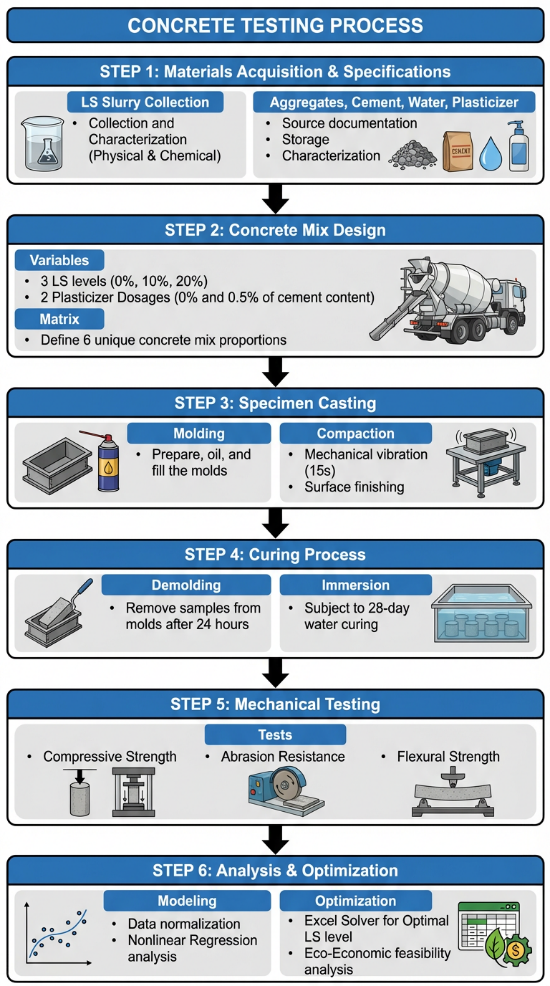 CONCRETE TESTING PROCESS
STEP 1: Materials Acquisition & Specifications
LS Slurry Collection
• Collection and
Characterization
(Physical & Chemical)
Aggregates, Cement, Water, Plasticizer
• Source documentation
• Storage
• Characterization
CEMENT
STEP 2: Concrete Mix Design
Variables
• 3 LS levels (0%, 10%, 20%)
• 2 Plasticizer Dosages (0% and 0.5% of cement content)
Matrix
• Define 6 unique concrete mix proportions
STEP 3: Specimen Casting
Molding
• Prepare, oil, and
fill the molds
Compaction
• Mechanical vibration
(15s)
• Surface finishing
STEP 4: Curing Process
Demolding
• Remove samples from
molds after 24 hours
Immersion
• Subject to 28-day
water curing
STEP 5: Mechanical Testing
Tests
• Compressive Strength
• Abrasion Resistance
• Flexural Strength
STEP 6: Analysis & Optimization
Modeling
• Data normalization
• Nonlinear Regression
analysis
Optimization
• Excel Solver for Optimal
LS level
• Eco-Economic feasibility
analysis
$